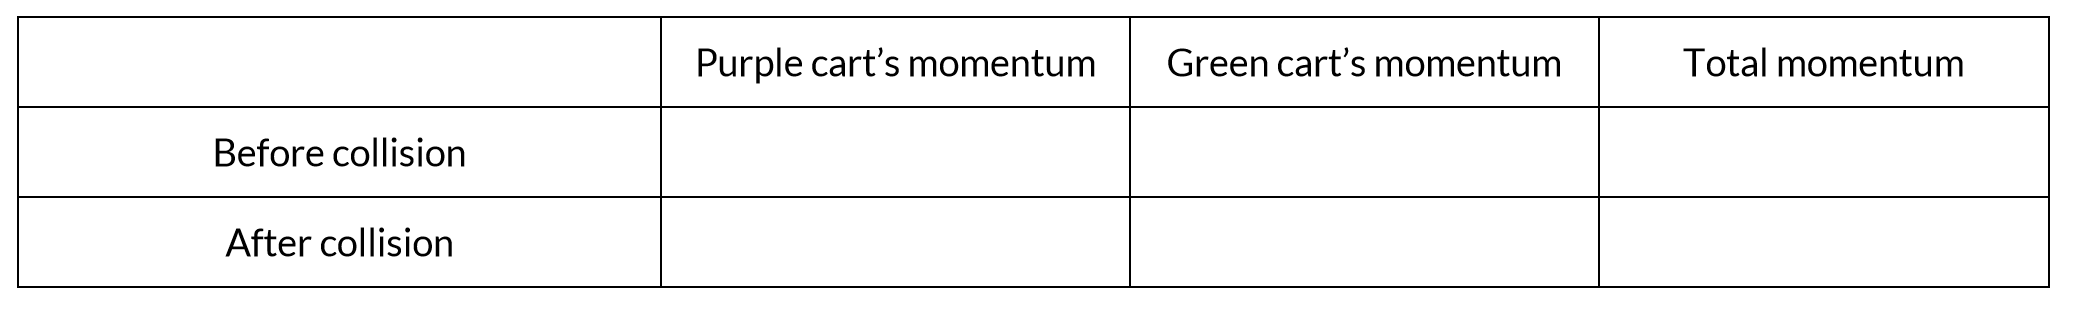 Purple cart’s momentum Green cart’s momentum Total momentum
Before collision
After collision